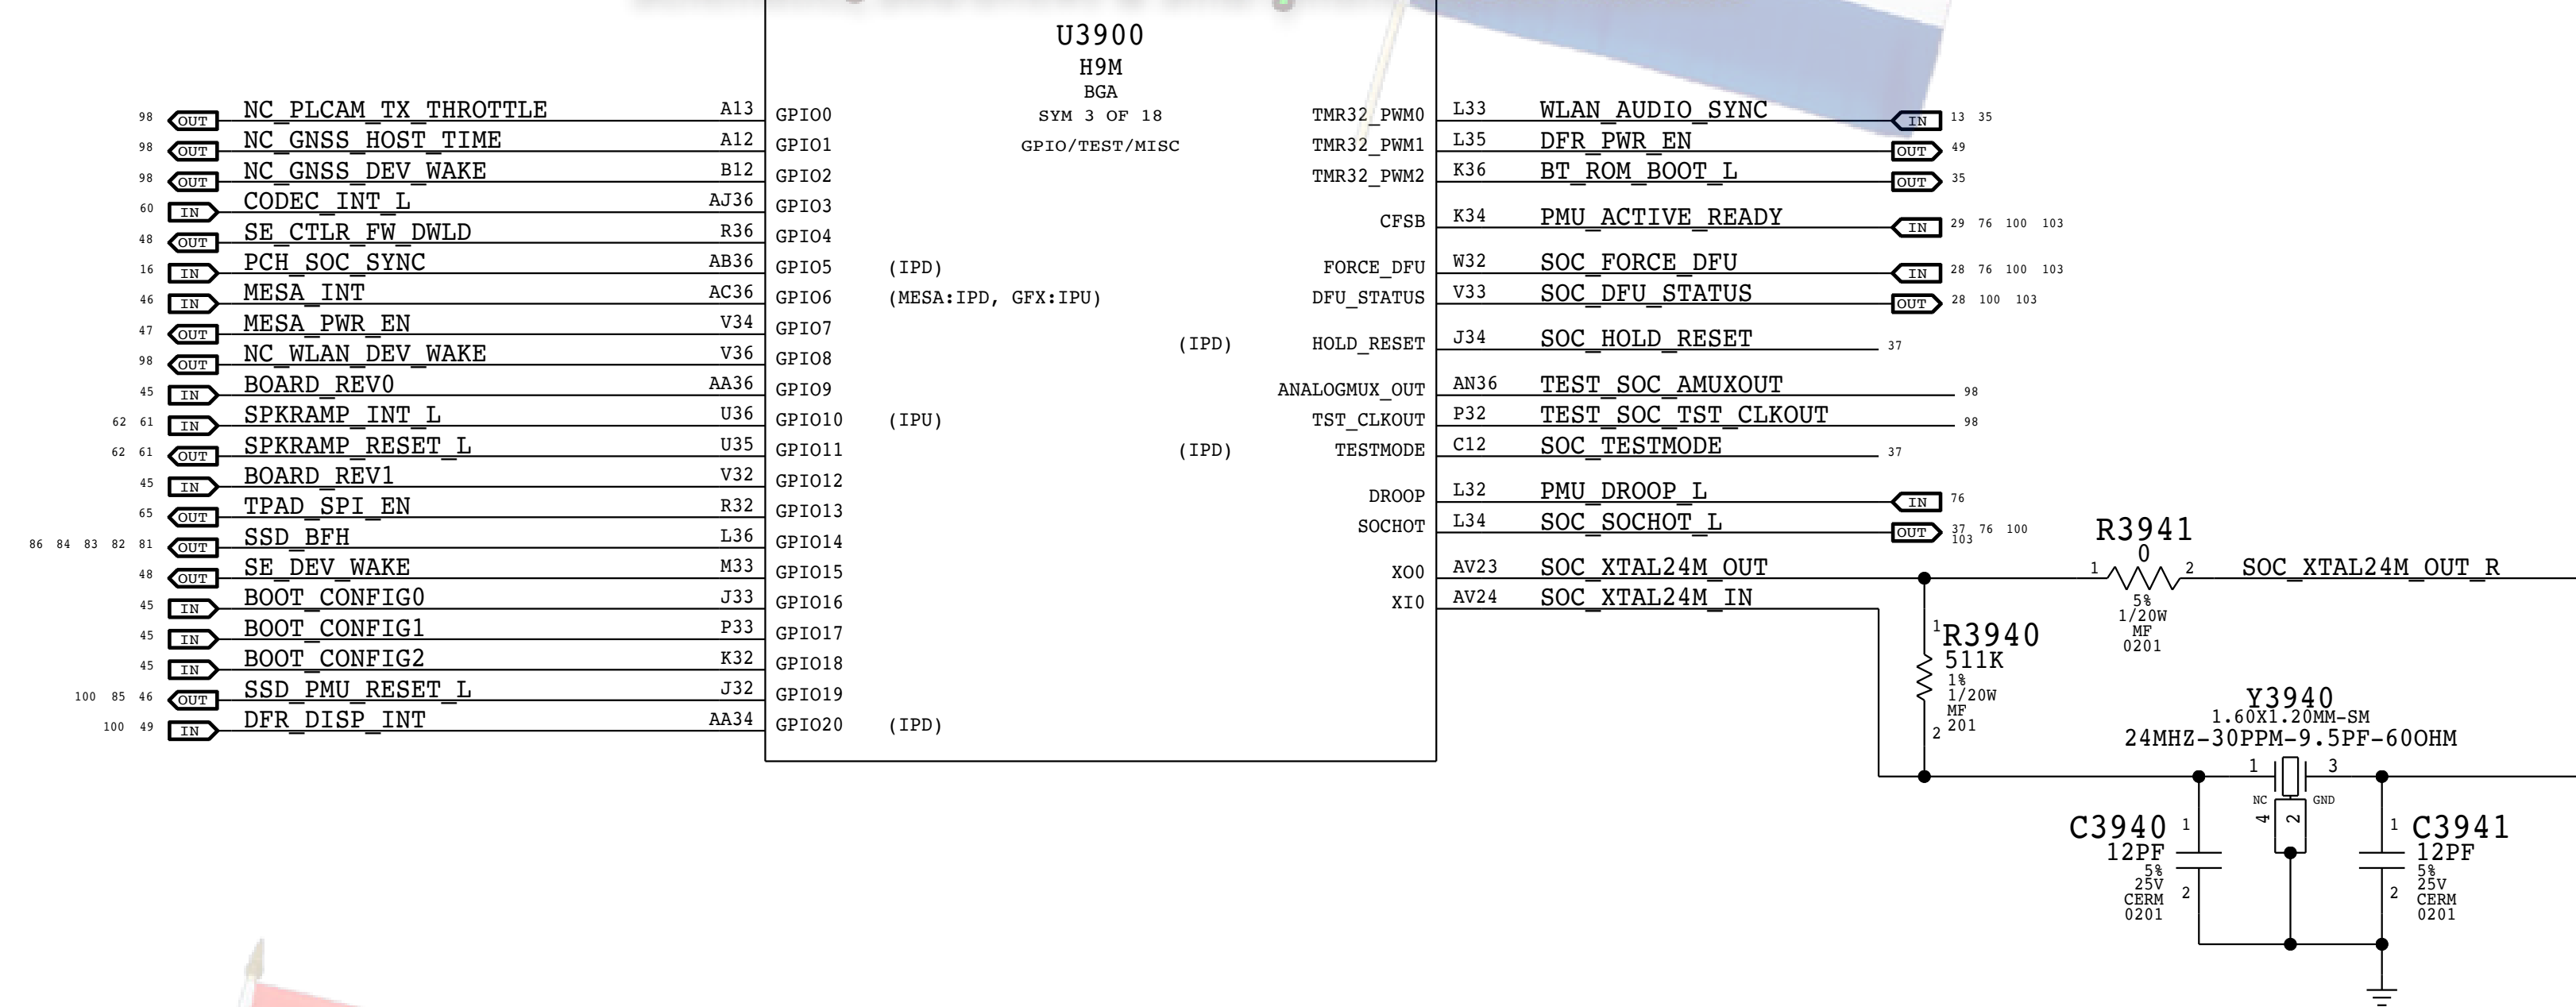 U3900
H9M
BGA
SYM 3 OF 18
GPIO/TEST/MISC
98 OUT NC_PLCAM_TX_THROTTLE A13 GPIO0
98 OUT NC_GNSS_HOST_TIME A12 GPIO1
98 OUT NC_GNSS_DEV_WAKE B12 GPIO2
60 IN CODEC_INT_L AJ36 GPIO3
48 OUT SE_CTLR_FW_DWLD R36 GPIO4
16 IN PCH_SOC_SYNC AB36 GPIO5 (IPD)
46 IN MESA_INT AC36 GPIO6 (MESA:IPD, GFX:IPU)
47 OUT MESA_PWR_EN V34 GPIO7
98 OUT NC_WLAN_DEV_WAKE V36 GPIO8
45 IN BOARD_REV0 AA36 GPIO9
62 61 IN SPKRAMP_INT_L U36 GPIO10 (IPU)
62 61 OUT SPKRAMP_RESET_L U35 GPIO11
45 IN BOARD_REV1 V32 GPIO12
65 OUT TPAD_SPI_EN R32 GPIO13
86 84 83 82 81 OUT SSD_BFH L36 GPIO14
48 OUT SE_DEV_WAKE M33 GPIO15
45 IN BOOT_CONFIG0 J33 GPIO16
45 IN BOOT_CONFIG1 P33 GPIO17
45 IN BOOT_CONFIG2 K32 GPIO18
100 85 46 OUT SSD_PMU_RESET_L J32 GPIO19
100 49 IN DFR_DISP_INT AA34 GPIO20 (IPD)
TMR32_PWM0 L33 WLAN_AUDIO_SYNC IN 13 35
TMR32_PWM1 L35 DFR_PWR_EN OUT 49
TMR32_PWM2 K36 BT_ROM_BOOT_L OUT 35
CFSB K34 PMU_ACTIVE_READY IN 29 76 100 103
FORCE_DFU W32 SOC_FORCE_DFU IN 28 76 100 103
DFU_STATUS V33 SOC_DFU_STATUS OUT 28 100 103
(IPD) HOLD_RESET J34 SOC_HOLD_RESET 37
ANALOGMUX_OUT AN36 TEST_SOC_AMUXOUT 98
TST_CLKOUT P32 TEST_SOC_TST_CLKOUT 98
(IPD) TESTMODE C12 SOC_TESTMODE 37
DROOP L32 PMU_DROOP_L IN 76
SOCHOT L34 SOC_SOCHOT_L OUT 37 76 100
103
XO0 AV23 SOC_XTAL24M_OUT
XI0 AV24 SOC_XTAL24M_IN
R3941
0
1 2 SOC_XTAL24M_OUT_R
5%
1/20W
MF
0201
1 R3940
511K
1%
1/20W
MF
2 201
Y3940
1.60X1.20MM-SM
24MHZ-30PPM-9.5PF-60OHM
1 3
NC GND
4 2
C3940 1
12PF
5%
25V 2
CERM
0201
1 C3941
12PF
5%
2 25V
CERM
0201